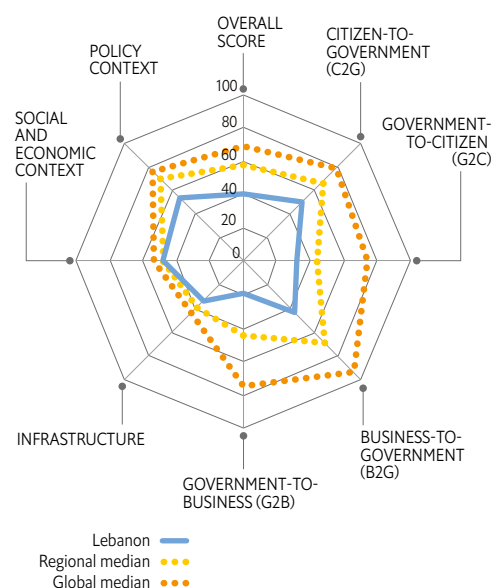 OVERALL
SCORE
CITIZEN-TO-
GOVERNMENT
(C2G)
GOVERNMENT-
TO-CITIZEN
(G2C)
BUSINESS-TO-
GOVERNMENT
(B2G)
GOVERNMENT-TO-
BUSINESS (G2B)
INFRASTRUCTURE
SOCIAL
AND
ECONOMIC
CONTEXT
POLICY
CONTEXT
100
80
60
40
20
0
Lebanon
Regional median
Global median